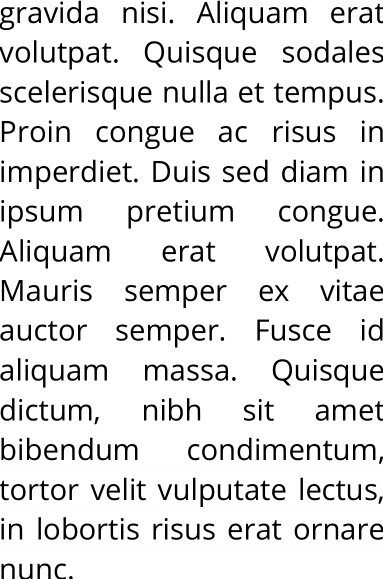 gravida nisi. Aliquam erat
volutpat. Quisque sodales
scelerisque nulla et tempus.
Proin congue ac risus in
imperdiet. Duis sed diam in
ipsum pretium congue.
Aliquam erat volutpat.
Mauris semper ex vitae
auctor semper. Fusce id
aliquam massa. Quisque
dictum, nibh sit amet
bibendum condimentum,
tortor velit vulputate lectus,
in lobortis risus erat ornare
nunc.